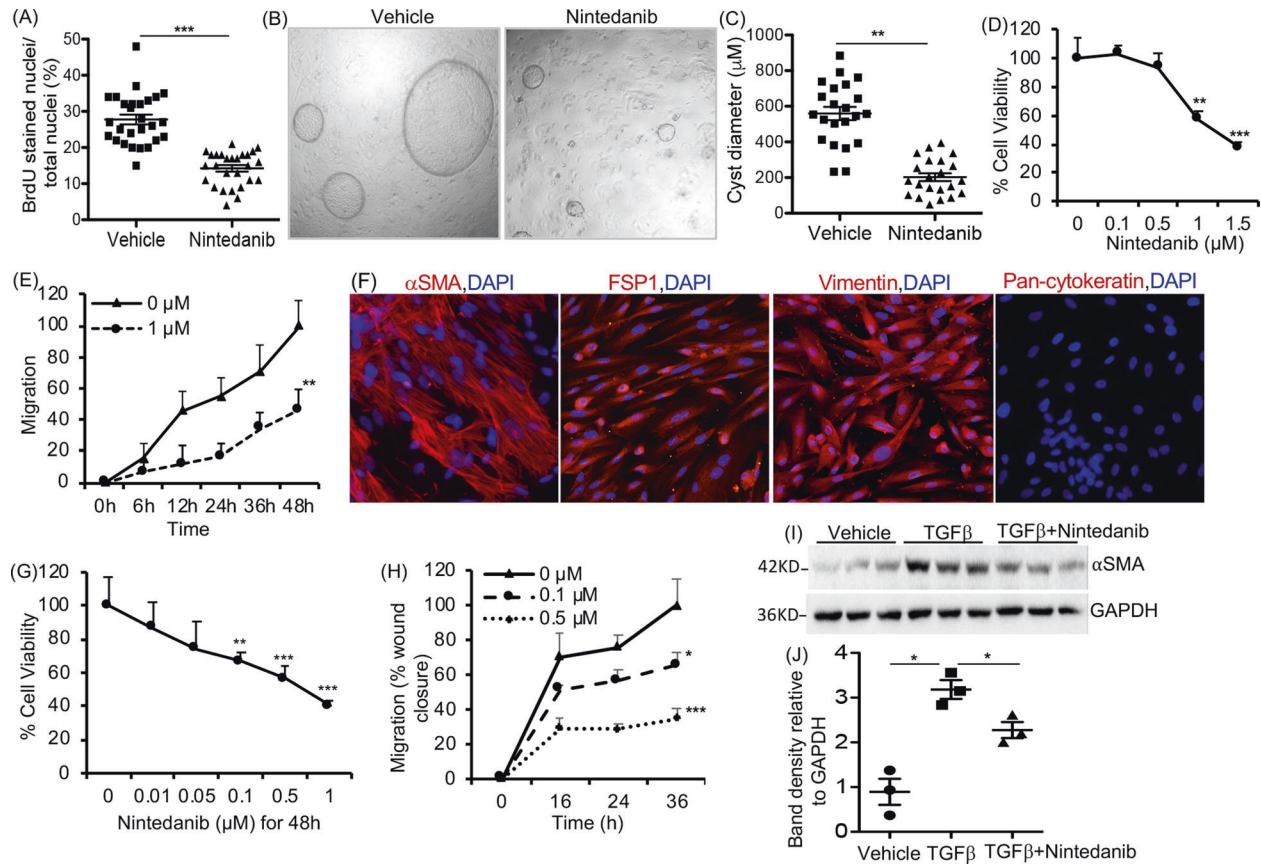 (A)
***
BrdU stained nuclei/
total nuclei (%)
50
40
30
20
10
0
Vehicle
Nintedanib
(B)
Vehicle
Nintedanib
(C)
**
Cyst diameter (μM)
1000
800
600
400
200
0
Vehicle
Nintedanib
(D)
% Cell Viability
120
100
80
60
40
20
0
**
***
0 0.1 0.5 1 1.5
Nintedanib (μM)
(E)
0 μM
1 μM
Migration
120
100
80
60
40
20
0
**
0h 6h 12h 24h 36h 48h
Time
(F)
αSMA,DAPI
FSP1,DAPI
Vimentin,DAPI
Pan-cytokeratin,DAPI
(G)
% Cell Viability
120
100
80
60
40
20
0
**
***
***
0 0.01 0.05 0.1 0.5 1
Nintedanib (μM) for 48h
(H)
0 μM
0.1 μM
0.5 μM
Migration (% wound
closure)
120
100
80
60
40
20
0
*
***
0 16 24 36
Time (h)
(I)
Vehicle TGFβ TGFβ+Nintedanib
42KD αSMA
36KD GAPDH
(J)
* *
Band density relative
to GAPDH
4
3
2
1
0
Vehicle TGFβ TGFβ+Nintedanib